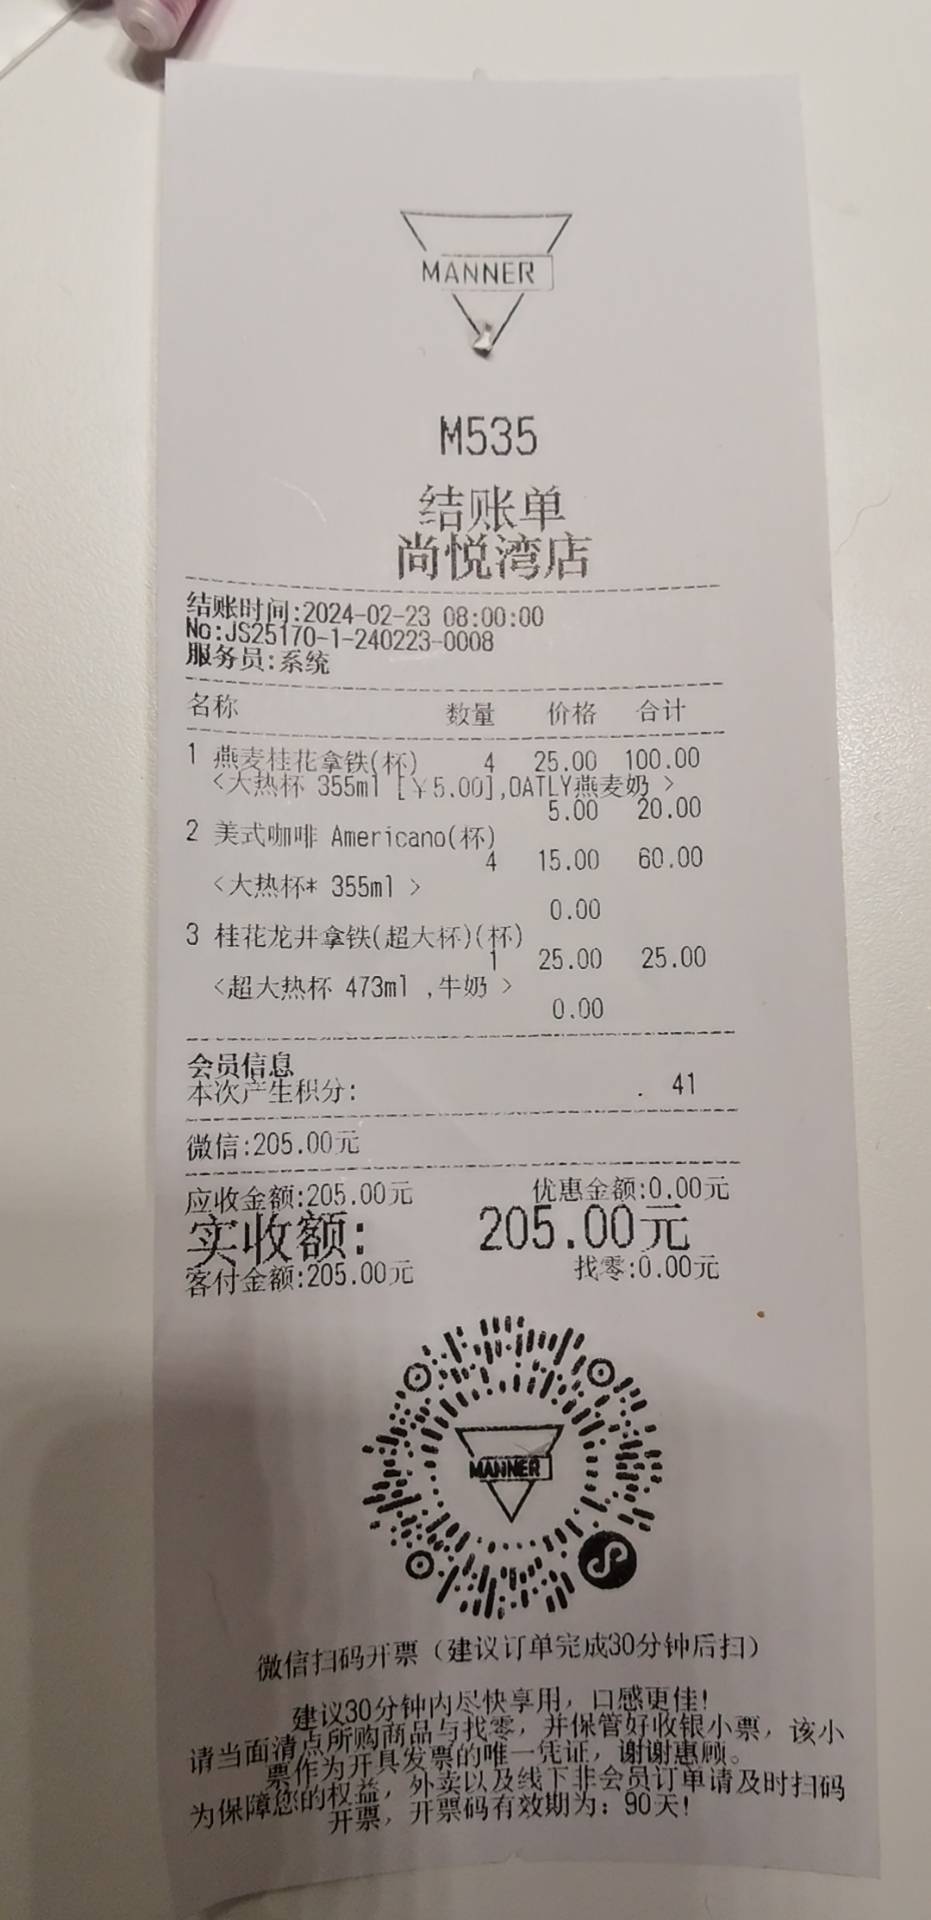 MANNER
M535
结账单
尚悦湾店
结账时间:2024-02-23 08:00:00
No:JS25170-1-240223-0008
服务员:系统
名称 数量 价格 合计
1 燕麦桂花拿铁(杯) 4 25.00 100.00
<大热杯 355ml [￥5.00],OATLY燕麦奶 >
5.00 20.00
2 美式咖啡 Americano(杯)
4 15.00 60.00
<大热杯* 355ml >
0.00
3 桂花龙井拿铁(超大杯)(杯)
1 25.00 25.00
<超大热杯 473ml ,牛奶 >
0.00
会员信息
本次产生积分: 41
微信:205.00元
应收金额:205.00元 优惠金额:0.00元
实收额: 205.00元
客付金额:205.00元 找零:0.00元
MANNER
微信扫码开票（建议订单完成30分钟后扫）
建议30分钟内尽快享用，口感更佳!
请当面清点所购商品与找零，并保管好收银小票，该小
票作为开具发票的唯一凭证，谢谢惠顾。
为保障您的权益，外卖以及线下非会员订单请及时扫码
开票，开票码有效期为：90天!